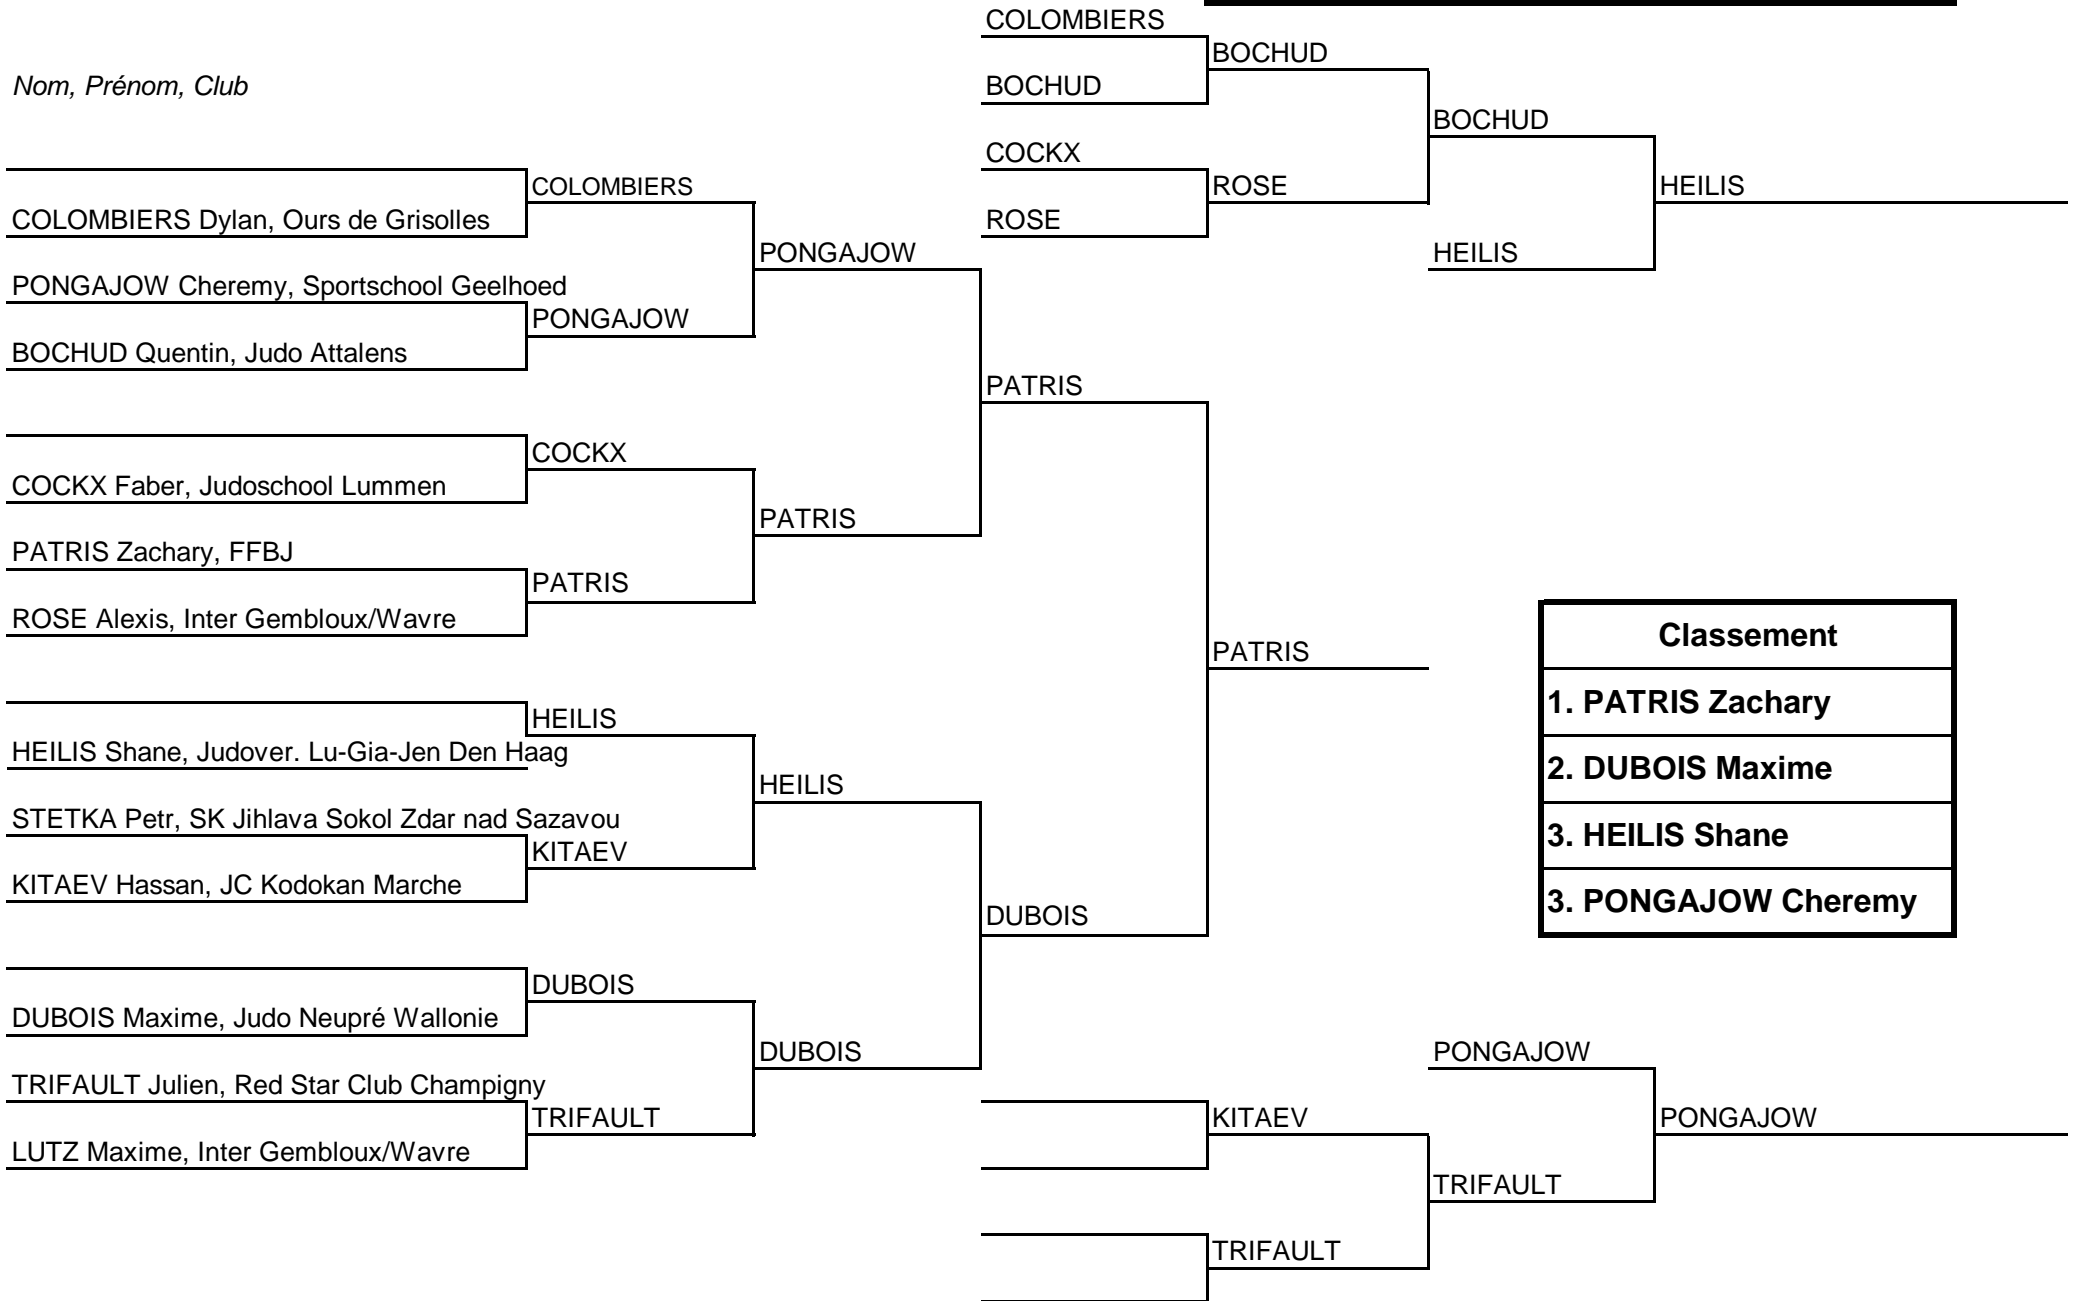 COLOMBIERS
BOCHUD
Nom, Prénom, Club
BOCHUD
BOCHUD
COCKX
COLOMBIERS
ROSE
HEILIS
COLOMBIERS Dylan, Ours de Grisolles
ROSE
PONGAJOW
HEILIS
PONGAJOW Cheremy, Sportschool Geelhoed
PONGAJOW
BOCHUD Quentin, Judo Attalens
PATRIS
COCKX
COCKX Faber, Judoschool Lummen
PATRIS
PATRIS Zachary, FFBJ
PATRIS
ROSE Alexis, Inter Gembloux/Wavre
Classement
PATRIS
1. PATRIS Zachary
HEILIS
HEILIS Shane, Judover. Lu-Gia-Jen Den Haag
2. DUBOIS Maxime
HEILIS
STETKA Petr, SK Jihlava Sokol Zdar nad Sazavou
3. HEILIS Shane
KITAEV
KITAEV Hassan, JC Kodokan Marche
3. PONGAJOW Cheremy
DUBOIS
DUBOIS
DUBOIS Maxime, Judo Neupré Wallonie
DUBOIS
PONGAJOW
TRIFAULT Julien, Red Star Club Champigny
TRIFAULT
KITAEV
PONGAJOW
LUTZ Maxime, Inter Gembloux/Wavre
TRIFAULT
TRIFAULT